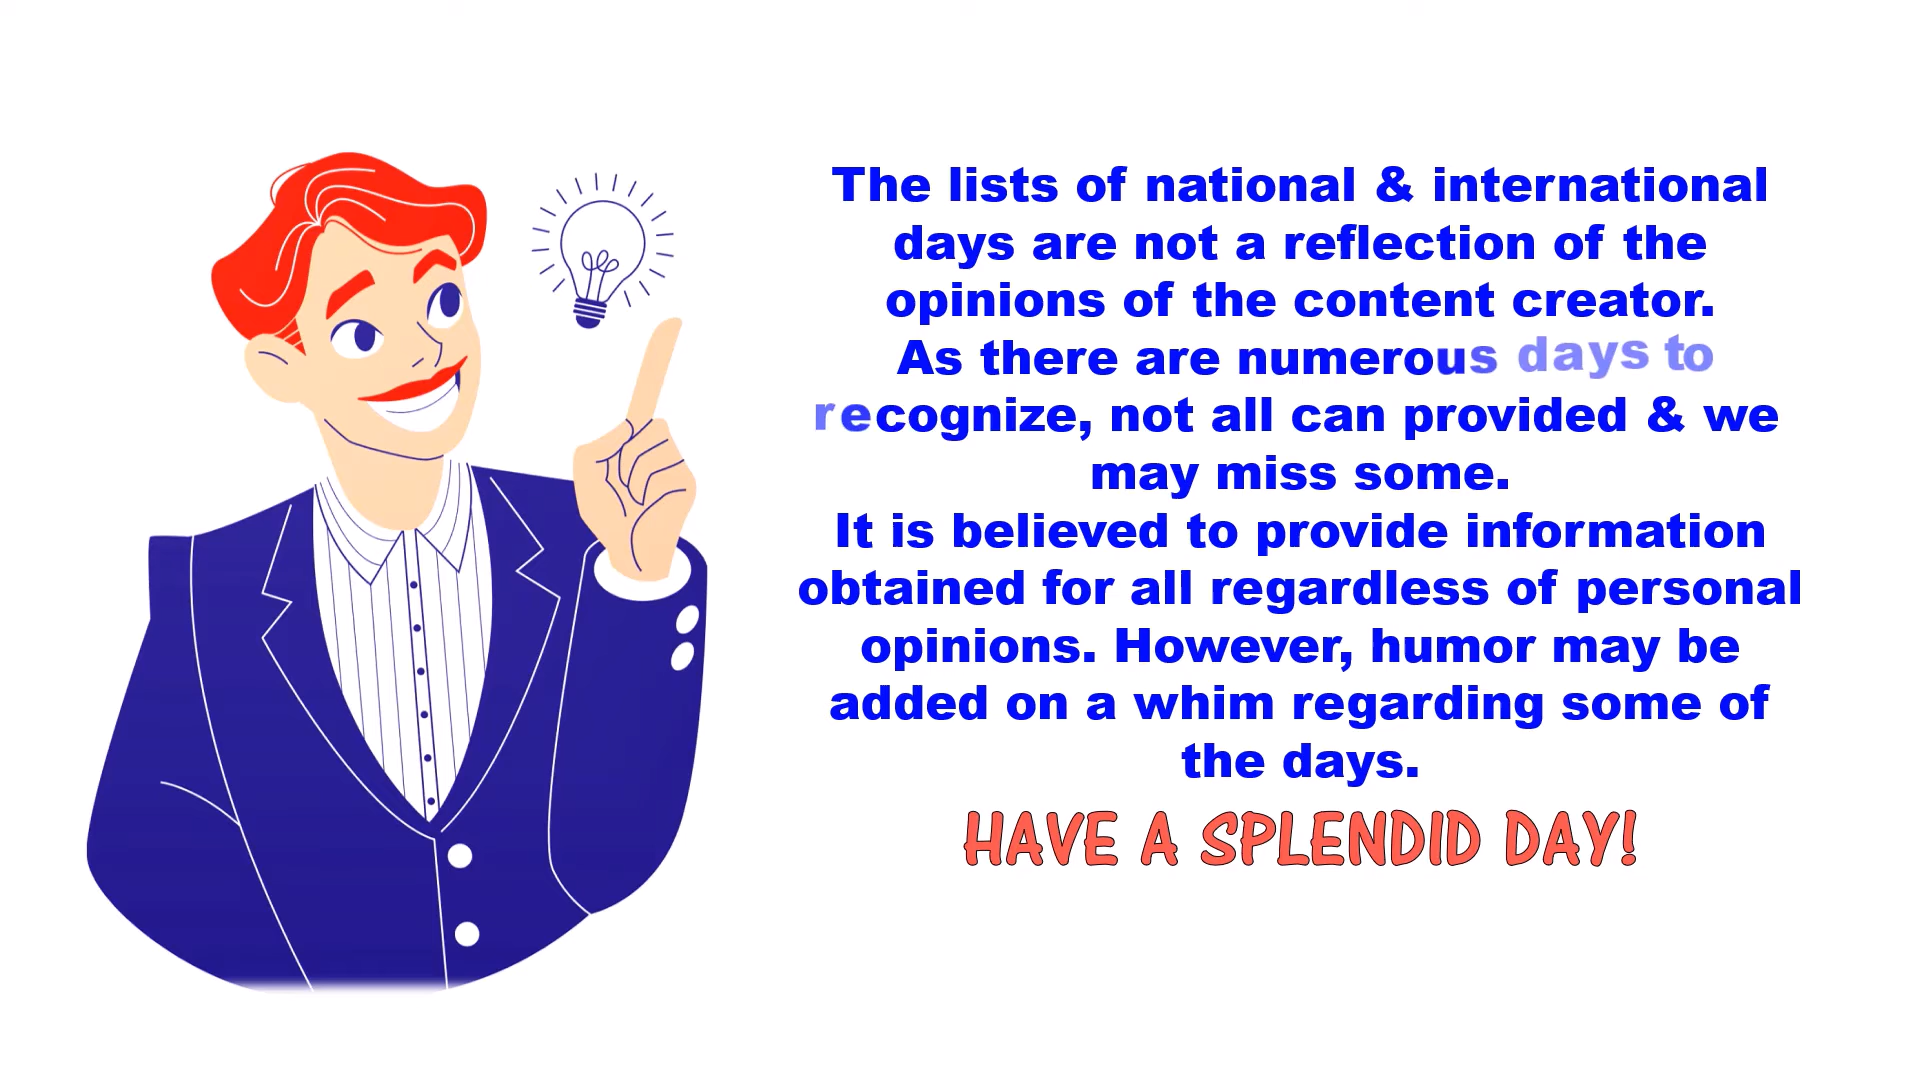 The lists of national & international
days are not a reflection of the
opinions of the content creator.
As there are numerous days to
recognize, not all can provided & we
may miss some.
It is believed to provide information
obtained for all regardless of personal
opinions. However, humor may be
added on a whim regarding some of
the days.
HAVE A SPLENDID DAY!